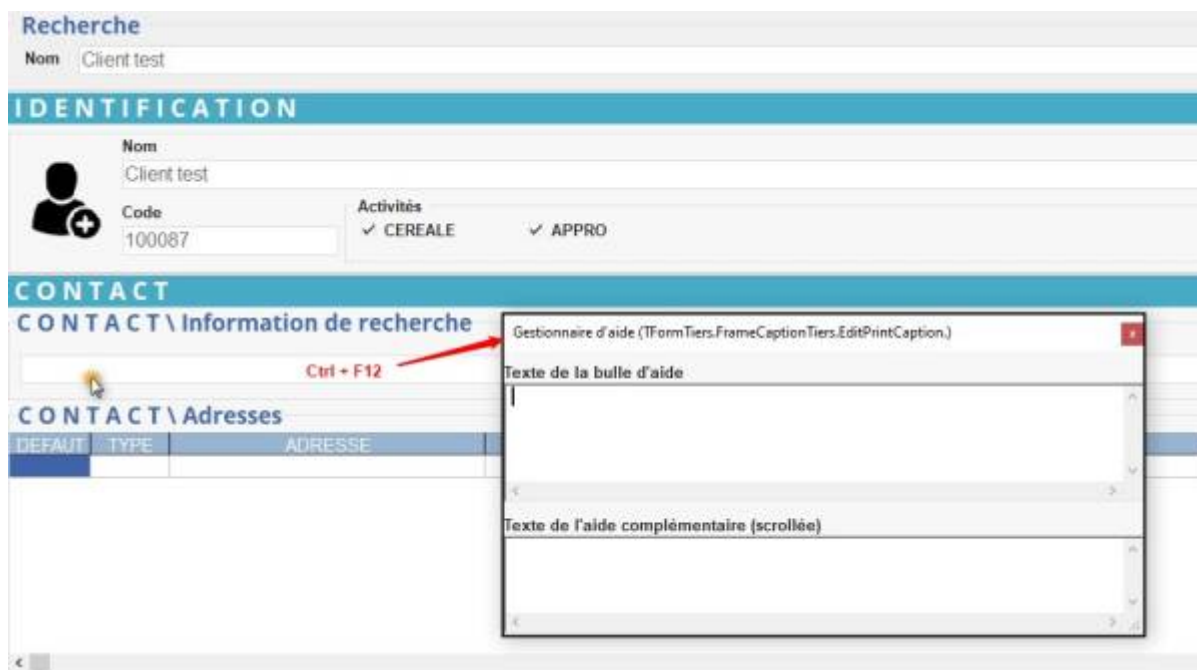 Recherche
Nom Client test
IDENTIFICATION
Nom
Client test
Code
100087
Activités
CEREALE APPRO
CONTACT
CONTACT\Information de recherche
Ctrl + F12
CONTACT\Adresses
DEFAUT TYPE ADRESSE
Gestionnaire d'aide (TFormTiers.FrameCaptionTiers.EditPrintCaption.)
Texte de la bulle d'aide
Texte de l'aide complémentaire (scrollée)